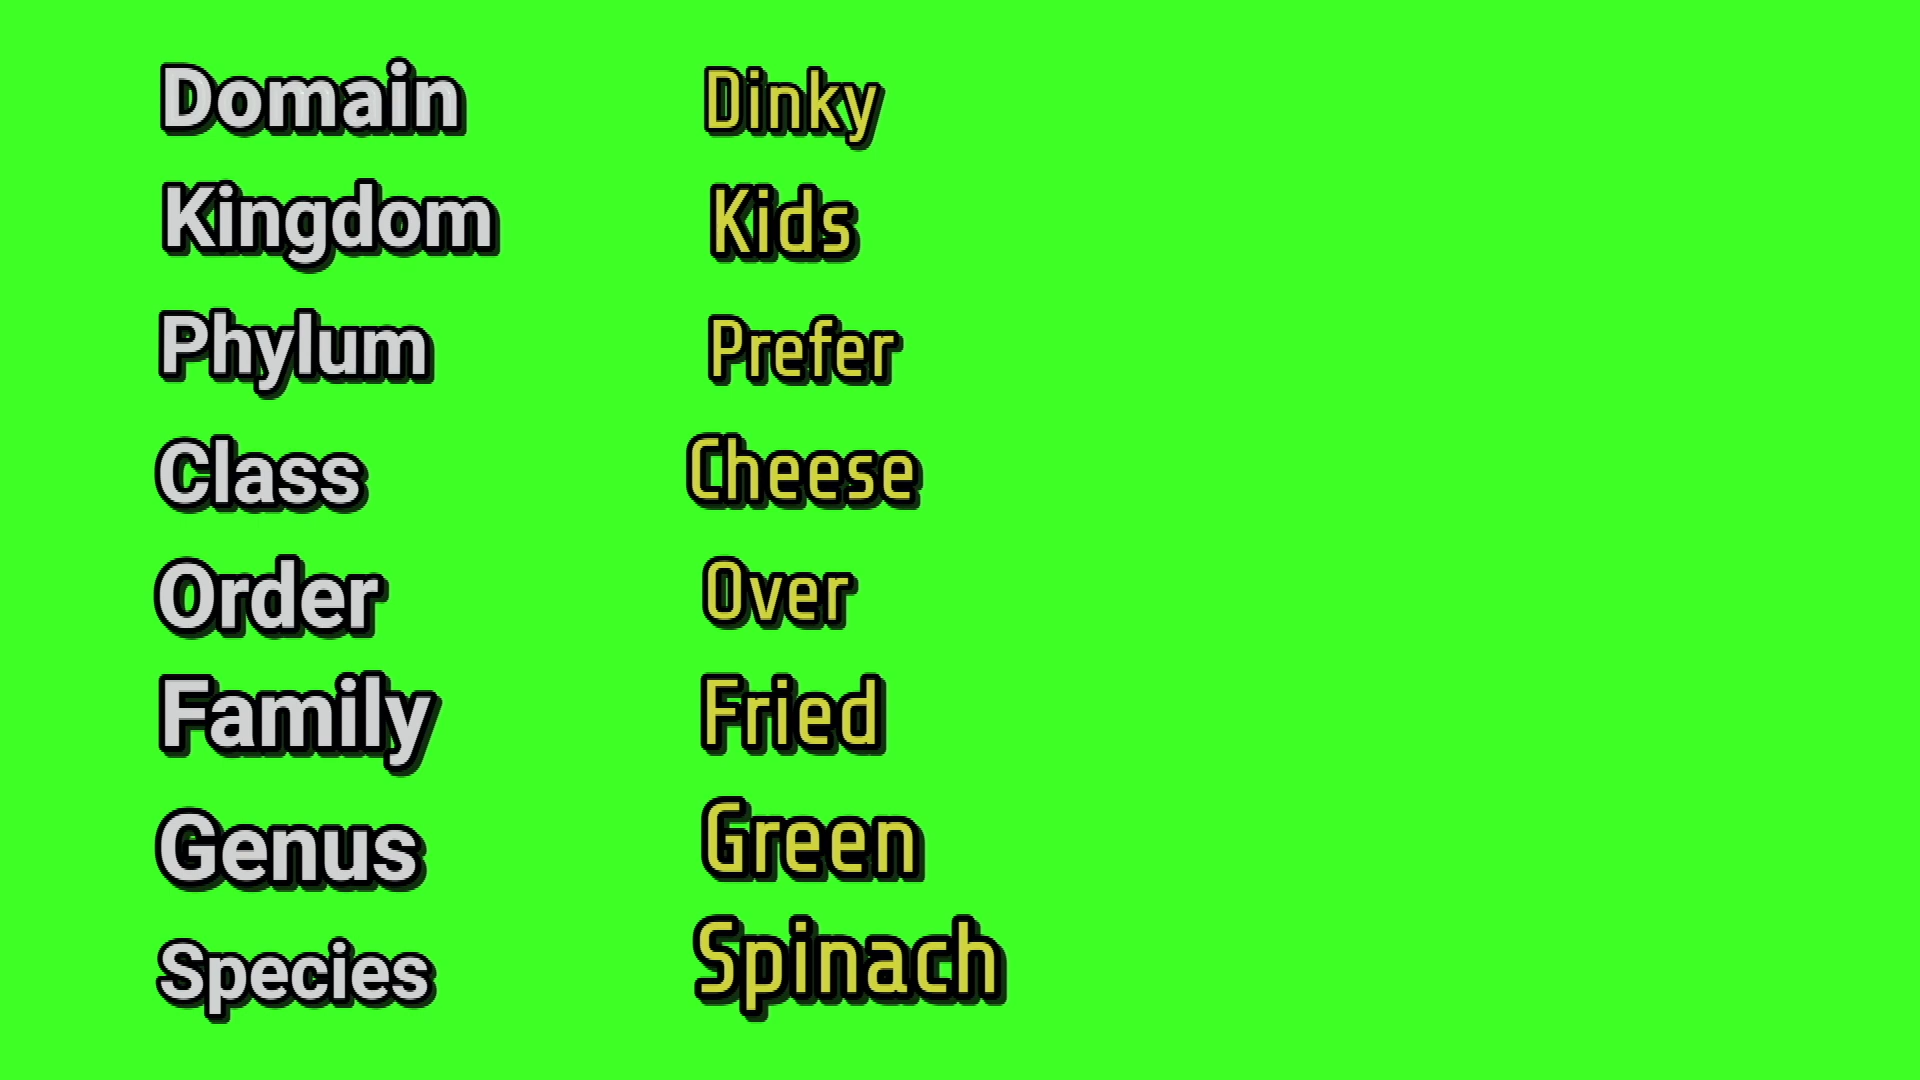 Domain Dinky
Kingdom Kids
Phylum Prefer
Class Cheese
Order Over
Family Fried
Genus Green
Species Spinach